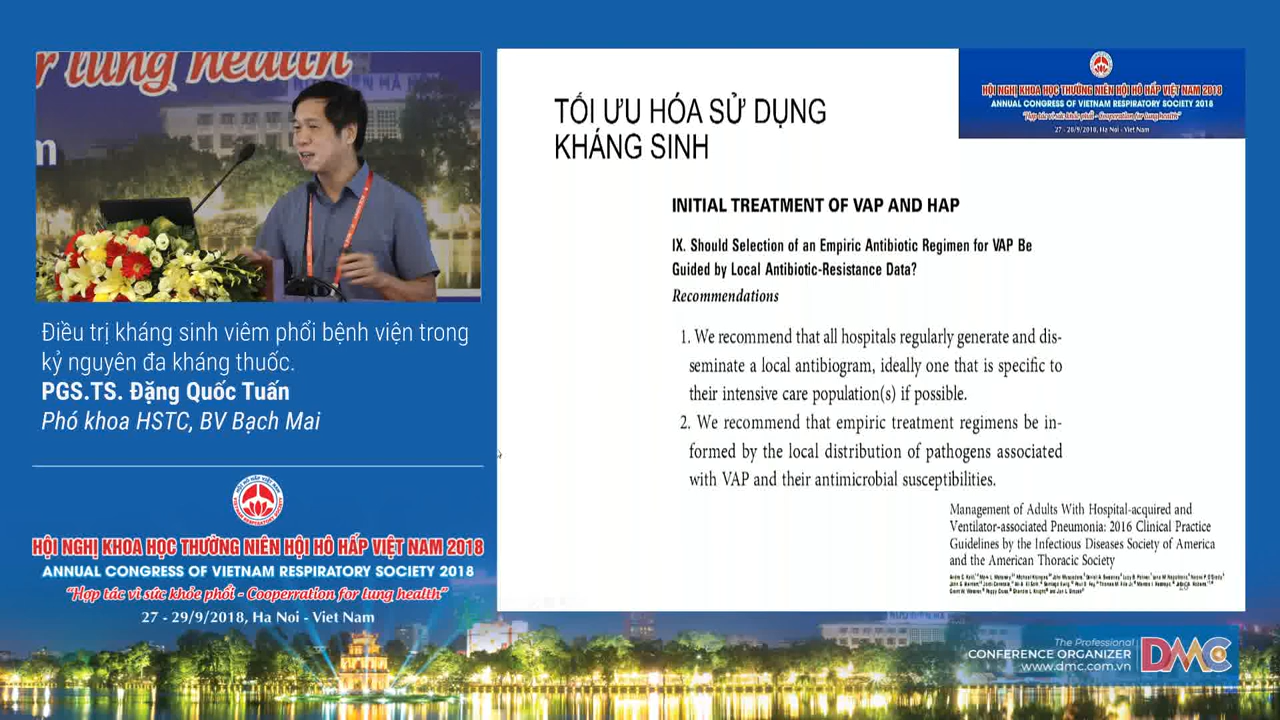 r lung health
m
Điều trị kháng sinh viêm phổi bệnh viện trong
kỷ nguyên đa kháng thuốc.
PGS.TS. Đặng Quốc Tuấn
Phó khoa HSTC, BV Bạch Mai
HỘI HÔ HẤP VIỆT NAM
HỘI NGHỊ KHOA HỌC THƯỜNG NIÊN HỘI HÔ HẤP VIỆT NAM 2018
ANNUAL CONGRESS OF VIETNAM RESPIRATORY SOCIETY 2018
"Hợp tác vì sức khỏe phổi - Couperration for lung health"
27 - 29/9/2018, Ha Noi - Viet Nam
HỘI NGHỊ KHOA HỌC THƯỜNG NIÊN HỘI HÔ HẤP VIỆT NAM 2018
ANNUAL CONGRESS OF VIETNAM RESPIRATORY SOCIETY 2018
"Hợp tác vì sức khỏe phổi - Cooperation for lung health"
27 - 28/9/2018, Ha Noi - Viet Nam
TỐI ƯU HÓA SỬ DỤNG
KHÁNG SINH
INITIAL TREATMENT OF VAP AND HAP
IX. Should Selection of an Empiric Antibiotic Regimen for VAP Be
Guided by Local Antibiotic-Resistance Data?
Recommendations
1. We recommend that all hospitals regularly generate and dis-
seminate a local antibiogram, ideally one that is specific to
their intensive care population(s) if possible.
2. We recommend that empiric treatment regimens be in-
formed by the local distribution of pathogens associated
with VAP and their antimicrobial susceptibilities.
Management of Adults With Hospital-acquired and
Ventilator-associated Pneumonia: 2016 Clinical Practice
Guidelines by the Infectious Diseases Society of America
and the American Thoracic Society
The Professional
CONFERENCE ORGANIZER
www.dmc.com.vn
DMC